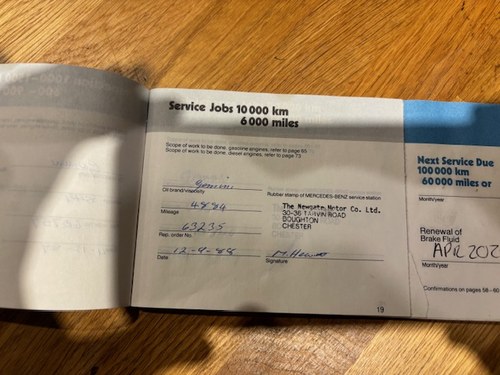 Service Jobs 10 000 km
6 000 miles
Scope of work to be done: gasoline engines, refer to page 65
Scope of work to be done: diesel engines, refer to page 73
Gemini
Oil brand/viscosity
4884
Mileage
63235
Rep. order No.
12-4-88
Date
Rubber stamp of MERCEDES-BENZ service station
The Newgate Motor Co. Ltd.
30-36 TARVIN ROAD
BOUGHTON
CHESTER
Signature
19
Next Service Due
100 000 km
60 000 miles or
Month/year
Renewal of
Brake Fluid
APR 202
Month/year
Confirmations on pages 58-60